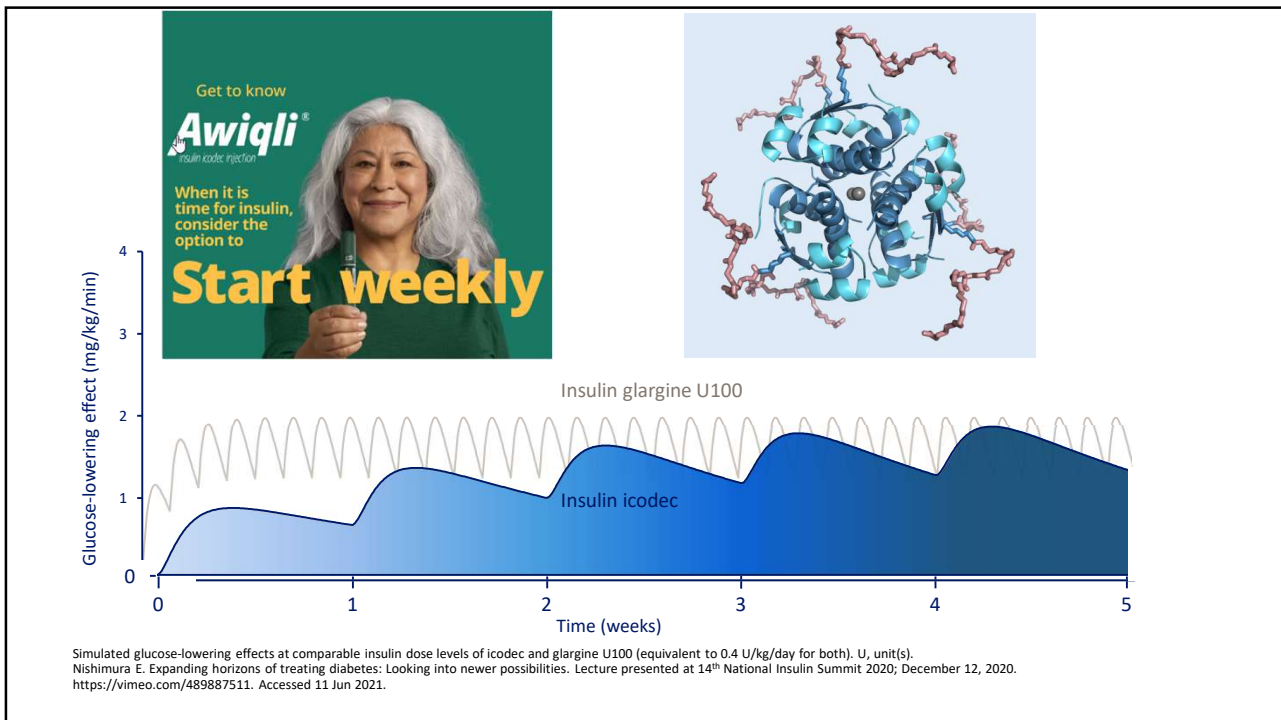 Get to know
Awiqli®
insulin icodec injection
When it is
time for insulin,
consider the
option to
Start weekly
Glucose-lowering effect (mg/kg/min)
4
3
2
1
0
Insulin glargine U100
Insulin icodec
0 1 2 3 4 5
Time (weeks)
Simulated glucose-lowering effects at comparable insulin dose levels of icodec and glargine U100 (equivalent to 0.4 U/kg/day for both). U, unit(s).
Nishimura E. Expanding horizons of treating diabetes: Looking into newer possibilities. Lecture presented at 14th National Insulin Summit 2020; December 12, 2020.
https://vimeo.com/489887511. Accessed 11 Jun 2021.